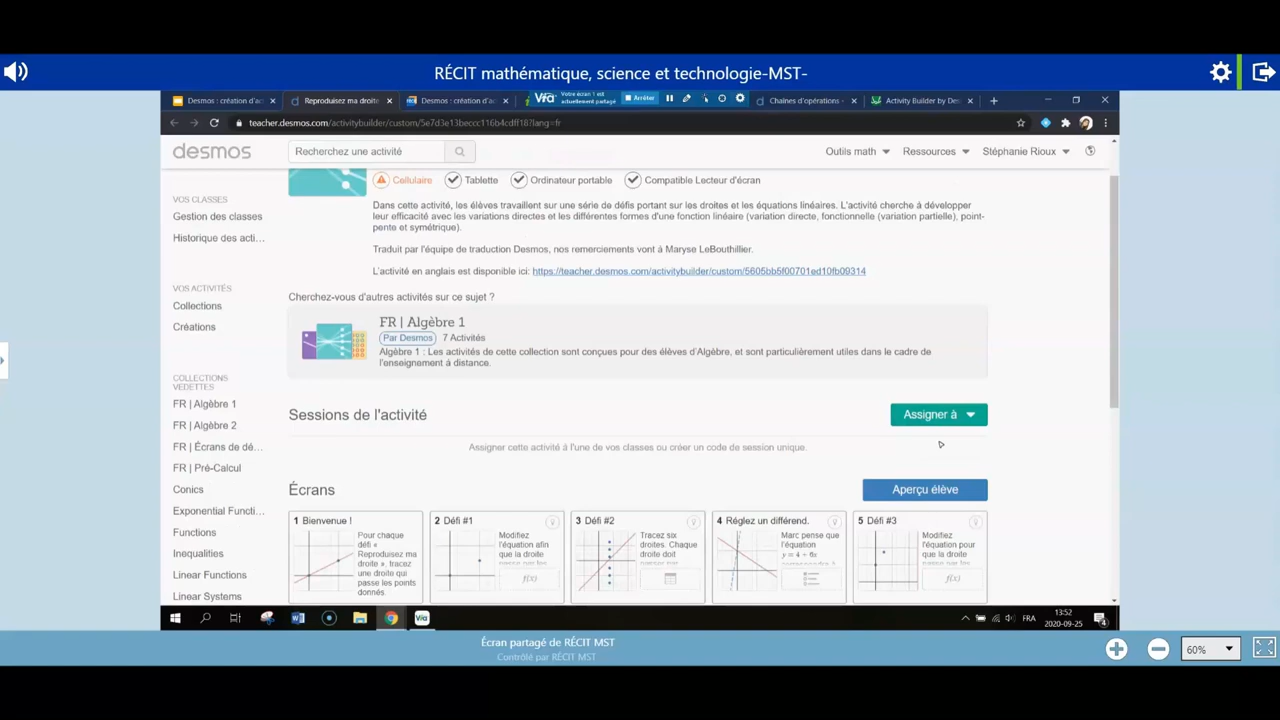 RÉCIT mathématique, science et technologie-MST-
Desmos : création d'a
Reproduisez ma droite
Desmos : création d'a
Via
Votre écran 1 est
actuellement partagé
Arrêter
Chaînes d'opérations
Activity Builder by De
teacher.desmos.com/activitybuilder/custom/5e7d3e13beccc116b4cdff18?lang=fr
desmos
Recherchez une activité
Outils math
Ressources
Stéphanie Rioux
Cellulaire
Tablette
Ordinateur portable
Compatible Lecteur d'écran
VOS CLASSES
Gestion des classes
Historique des acti...
VOS ACTIVITÉS
Collections
Créations
COLLECTIONS
VEDETTES
FR | Algèbre 1
FR | Algèbre 2
FR | Écrans de dé...
FR | Pré-Calcul
Conics
Exponential Functi...
Functions
Inequalities
Linear Functions
Linear Systems
Dans cette activité, les élèves travaillent sur une série de défis portant sur les droites et les équations linéaires. L'activité cherche à développer
leur efficacité avec les variations directes et les différentes formes d'une fonction linéaire (variation directe, fonctionnelle (variation partielle), point-
pente et symétrique).
Traduit par l'équipe de traduction Desmos, nos remerciements vont à Maryse LeBouthillier.
L'activité en anglais est disponible ici: https://teacher.desmos.com/activitybuilder/custom/5605bb5f00701ed10fb09314
Cherchez-vous d'autres activités sur ce sujet ?
FR | Algèbre 1
Par Desmos 7 Activités
Algèbre 1 : Les activités de cette collection sont conçues pour des élèves d'Algèbre, et sont particulièrement utiles dans le cadre de
l'enseignement à distance.
Sessions de l'activité
Assigner à
Assigner cette activité à l'une de vos classes ou créer un code de session unique.
Écrans
Aperçu élève
1 Bienvenue !
Pour chaque
défi «
Reproduisez ma
droite », tracez
une droite qui
passe les points
donnés.
2 Défi #1
Modifiez
l'équation afin
que la droite
f(x)
3 Défi #2
Tracez six
droites. Chaque
droite doit
4 Réglez un différend.
Marc pense que
l'équation
y = 4 + 6x
5 Défi #3
Modifiez
l'équation pour
que la droite
f(x)
FRA
13:52
2020-09-25
4
Écran partagé de RÉCIT MST
Contrôlé par RÉCIT MST
60%